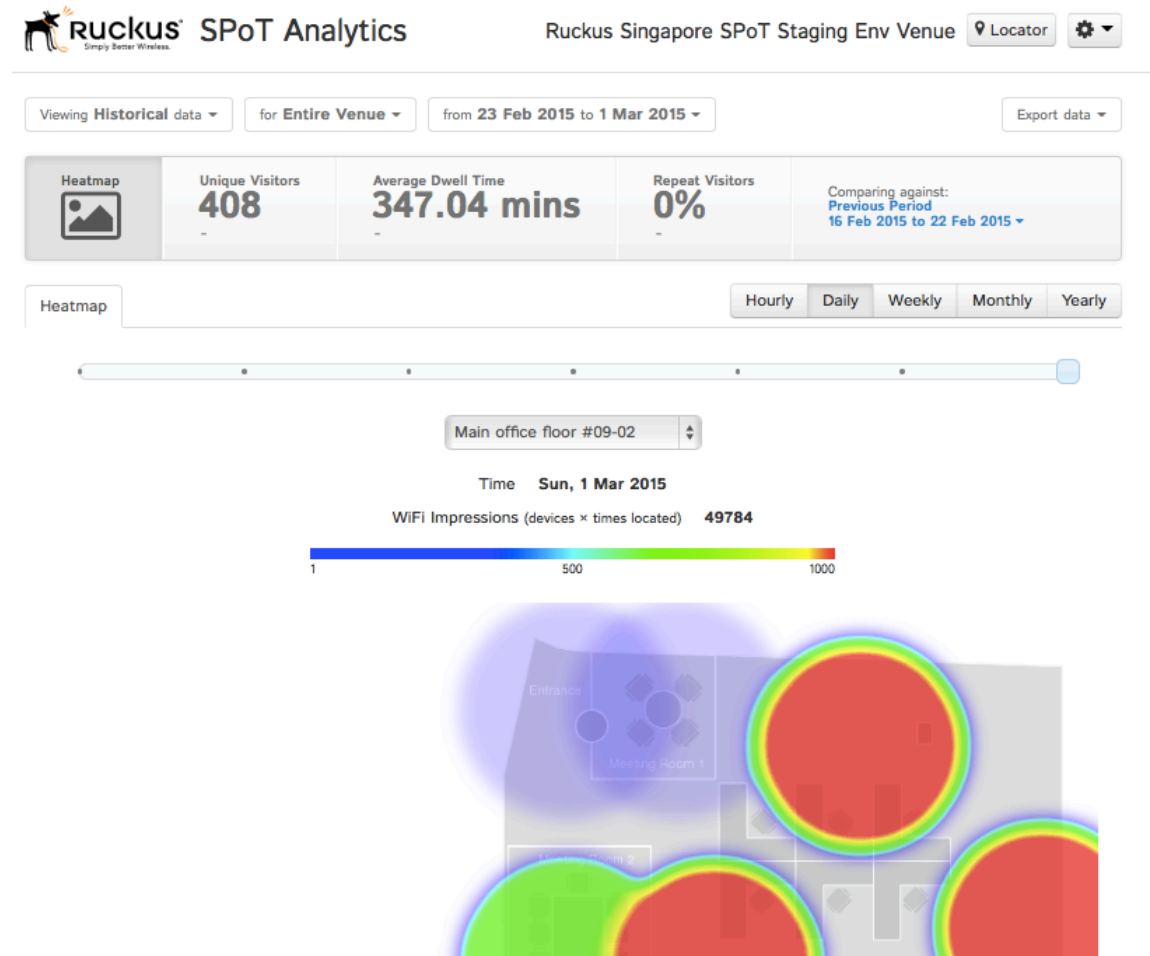 Ruckus SPoT Analytics Ruckus Singapore SPoT Staging Env Venue Locator
Simply Better Wireless.
Viewing Historical data for Entire Venue from 23 Feb 2015 to 1 Mar 2015 Export data
Heatmap Unique Visitors Average Dwell Time Repeat Visitors
408 347.04 mins 0%
- - -
Comparing against:
Previous Period
16 Feb 2015 to 22 Feb 2015
Heatmap Hourly Daily Weekly Monthly Yearly
Main office floor #09-02
Time Sun, 1 Mar 2015
WiFi Impressions (devices × times located) 49784
1 500 1000
Entrance
Meeting Room 1
Meeting Room 2